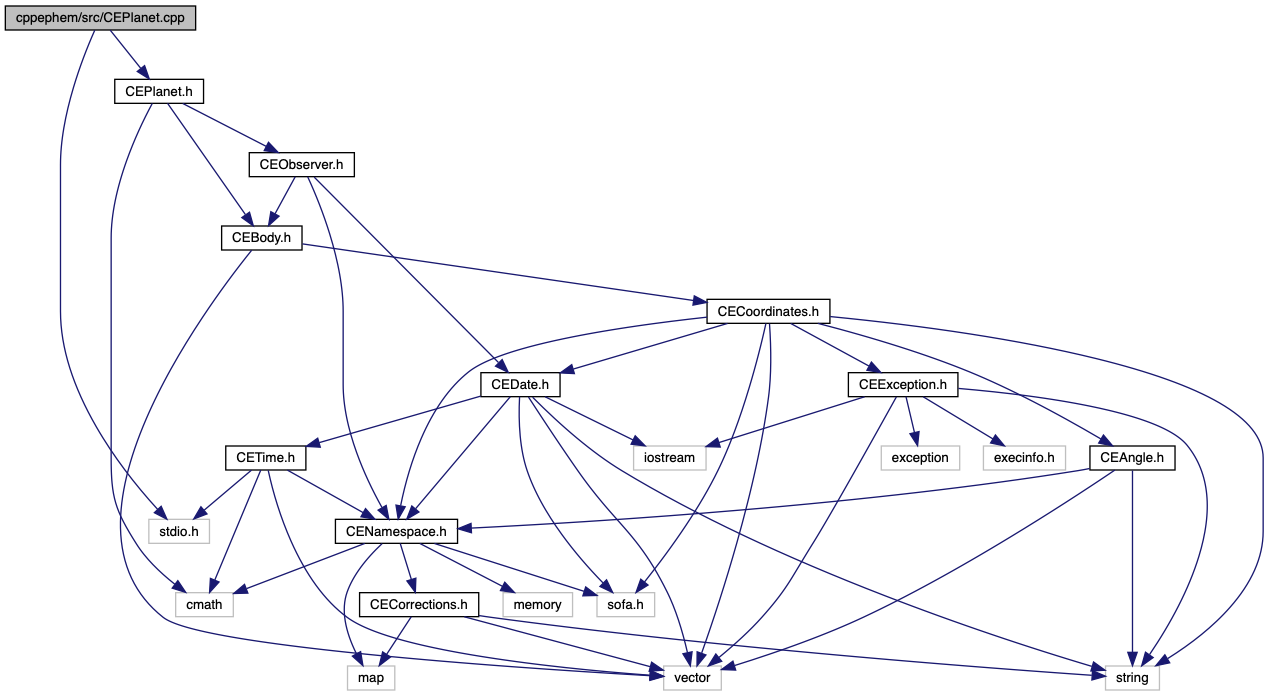 cppephem/src/CEPlanet.cpp
CEPlanet.h
CEObserver.h
CEBody.h
CECoordinates.h
CEDate.h
CEException.h
CETime.h
iostream
exception
execinfo.h
CEAngle.h
stdio.h
CENamespace.h
cmath
CECorrections.h
memory
sofa.h
map
vector
string